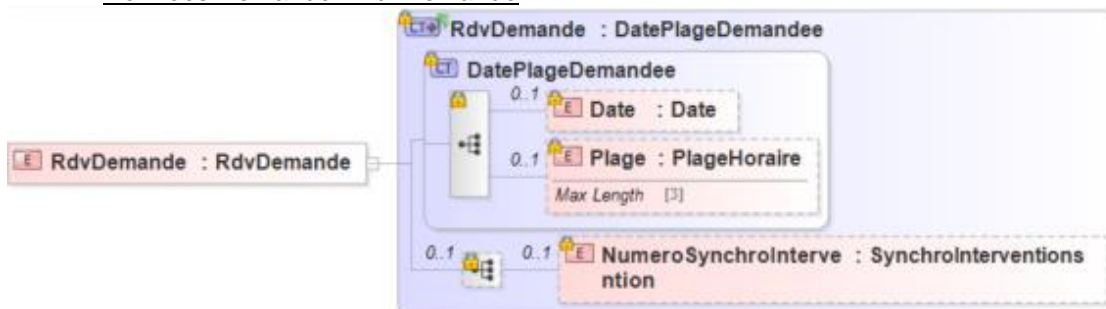 RdvDemande : DatePlageDemandee
CT DatePlageDemandee
0..1 E Date : Date
E RdvDemande : RdvDemande
0..1 E Plage : PlageHoraire
Max Length [3]
0..1 0..1 E NumeroSynchroInterve : SynchroInterventions
ntion